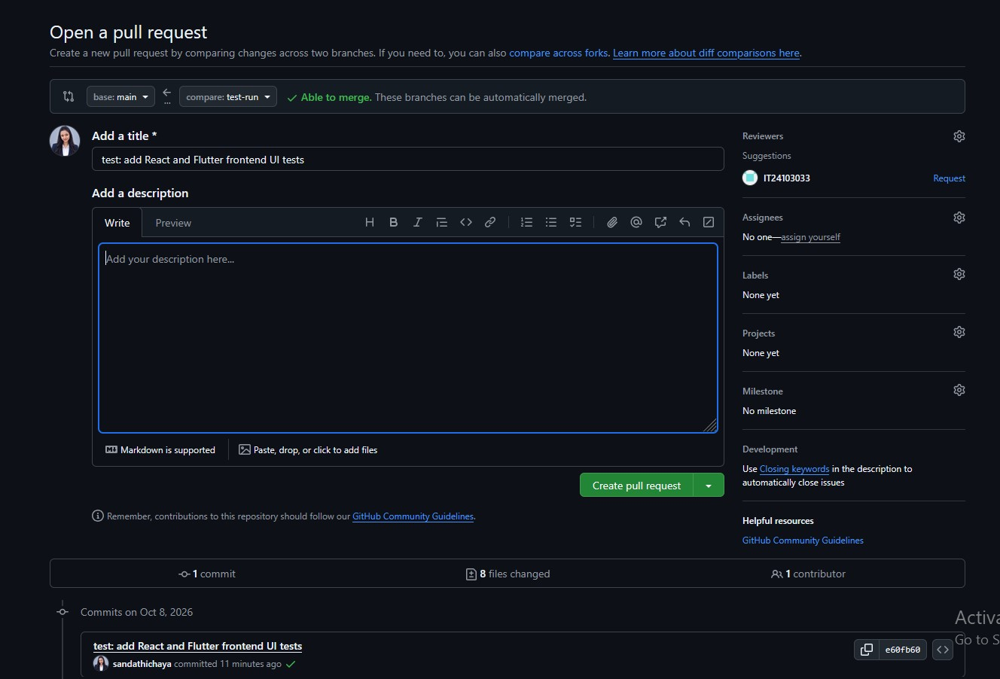 Open a pull request
Create a new pull request by comparing changes across two branches. If you need to, you can also compare across forks. Learn more about diff comparisons here.
base: main
...
compare: test-run
Able to merge. These branches can be automatically merged.
Add a title *
test: add React and Flutter frontend UI tests
Add a description
Write
Preview
Add your description here...
Markdown is supported
Paste, drop, or click to add files
Create pull request
Remember, contributions to this repository should follow our GitHub Community Guidelines.
Reviewers
Suggestions
IT24103033
Request
Assignees
No one—assign yourself
Labels
None yet
Projects
None yet
Milestone
No milestone
Development
Use Closing keywords in the description to
automatically close issues
Helpful resources
GitHub Community Guidelines
1 commit
8 files changed
1 contributor
Commits on Oct 8, 2026
test: add React and Flutter frontend UI tests
sandathichaya committed 11 minutes ago
e60fb60
Activa
Go to S